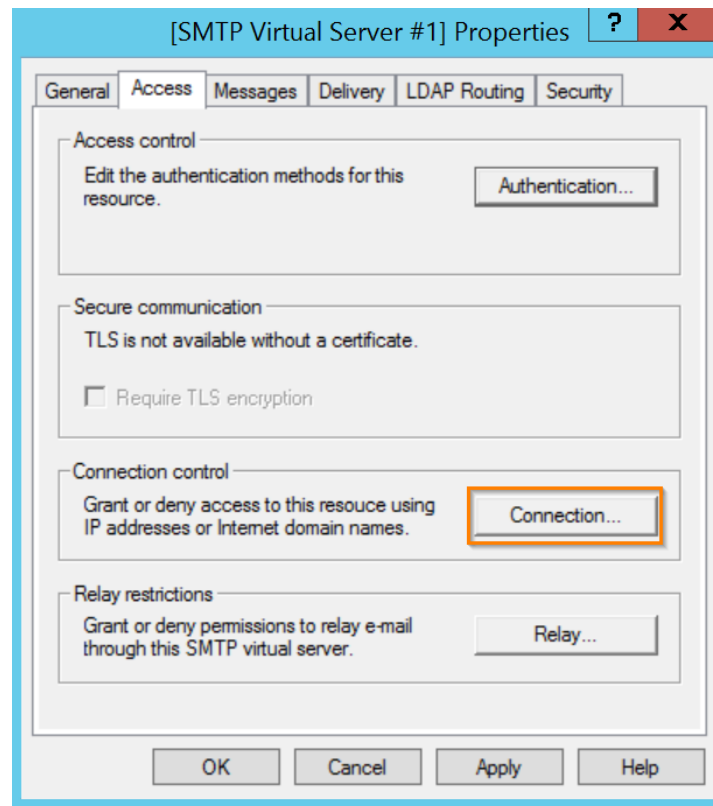 [SMTP Virtual Server #1] Properties ? X
General Access Messages Delivery LDAP Routing Security
Access control
Edit the authentication methods for this
resource.
Authentication...
Secure communication
TLS is not available without a certificate.
Require TLS encryption
Connection control
Grant or deny access to this resouce using
IP addresses or Internet domain names.
Connection...
Relay restrictions
Grant or deny permissions to relay e-mail
through this SMTP virtual server.
Relay...
OK Cancel Apply Help